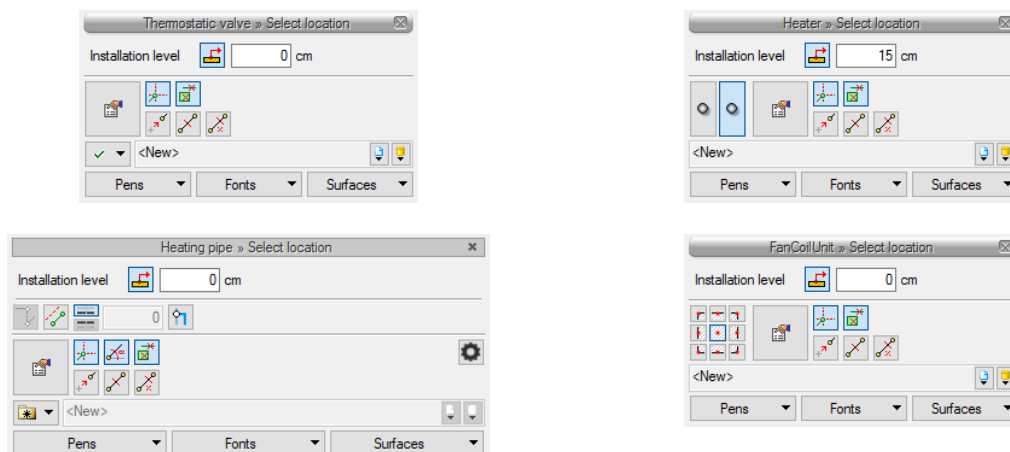 Thermostatic valve » Select location
Installation level 0 cm
<New>
Pens Fonts Surfaces
Heater » Select location
Installation level 15 cm
<New>
Pens Fonts Surfaces
Heating pipe » Select location
Installation level 0 cm
0
<New>
Pens Fonts Surfaces
FanCoilUnit » Select location
Installation level 0 cm
<New>
Pens Fonts Surfaces